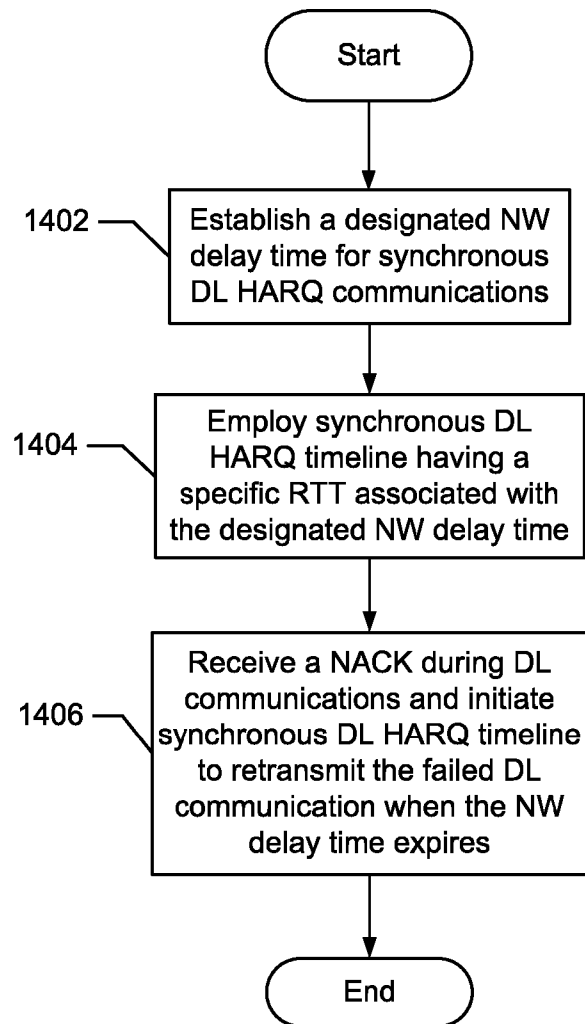 Start
1402
Establish a designated NW
delay time for synchronous
DL HARQ communications
1404
Employ synchronous DL
HARQ timeline having a
specific RTT associated with
the designated NW delay time
1406
Receive a NACK during DL
communications and initiate
synchronous DL HARQ timeline
to retransmit the failed DL
communication when the NW
delay time expires
End